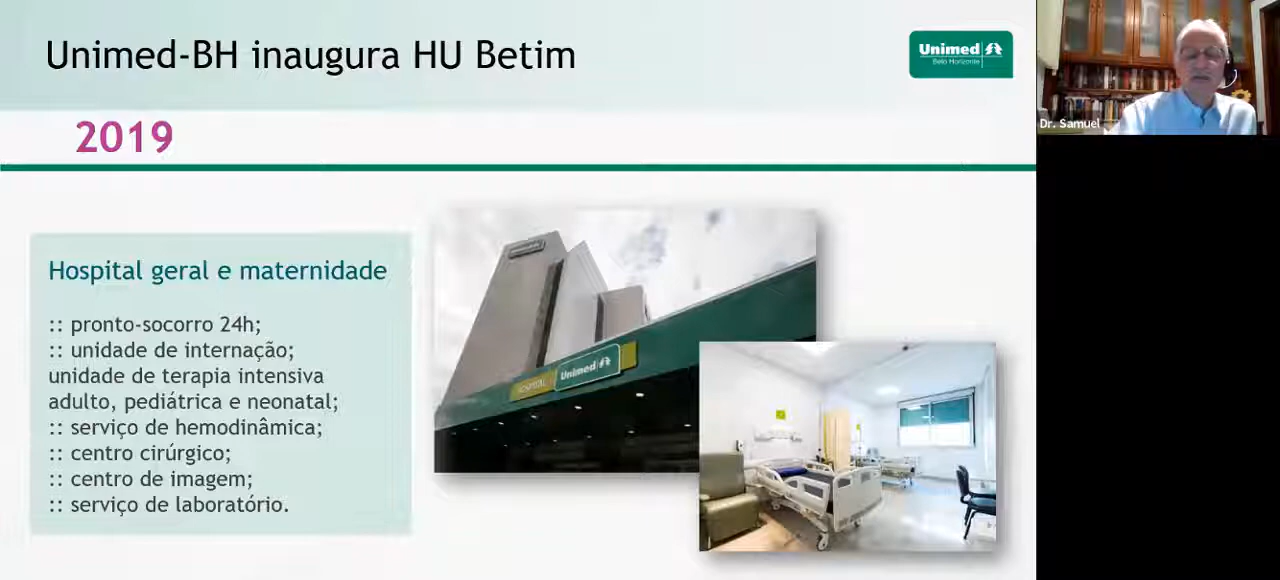 Unimed-BH inaugura HU Betim
Unimed
Belo Horizonte
2019
Dr. Samuel
Hospital geral e maternidade
:: pronto-socorro 24h;
:: unidade de internação;
unidade de terapia intensiva
adulto, pediátrica e neonatal;
:: serviço de hemodinâmica;
:: centro cirúrgico;
:: centro de imagem;
:: serviço de laboratório.
HOSPITAL
Unimed